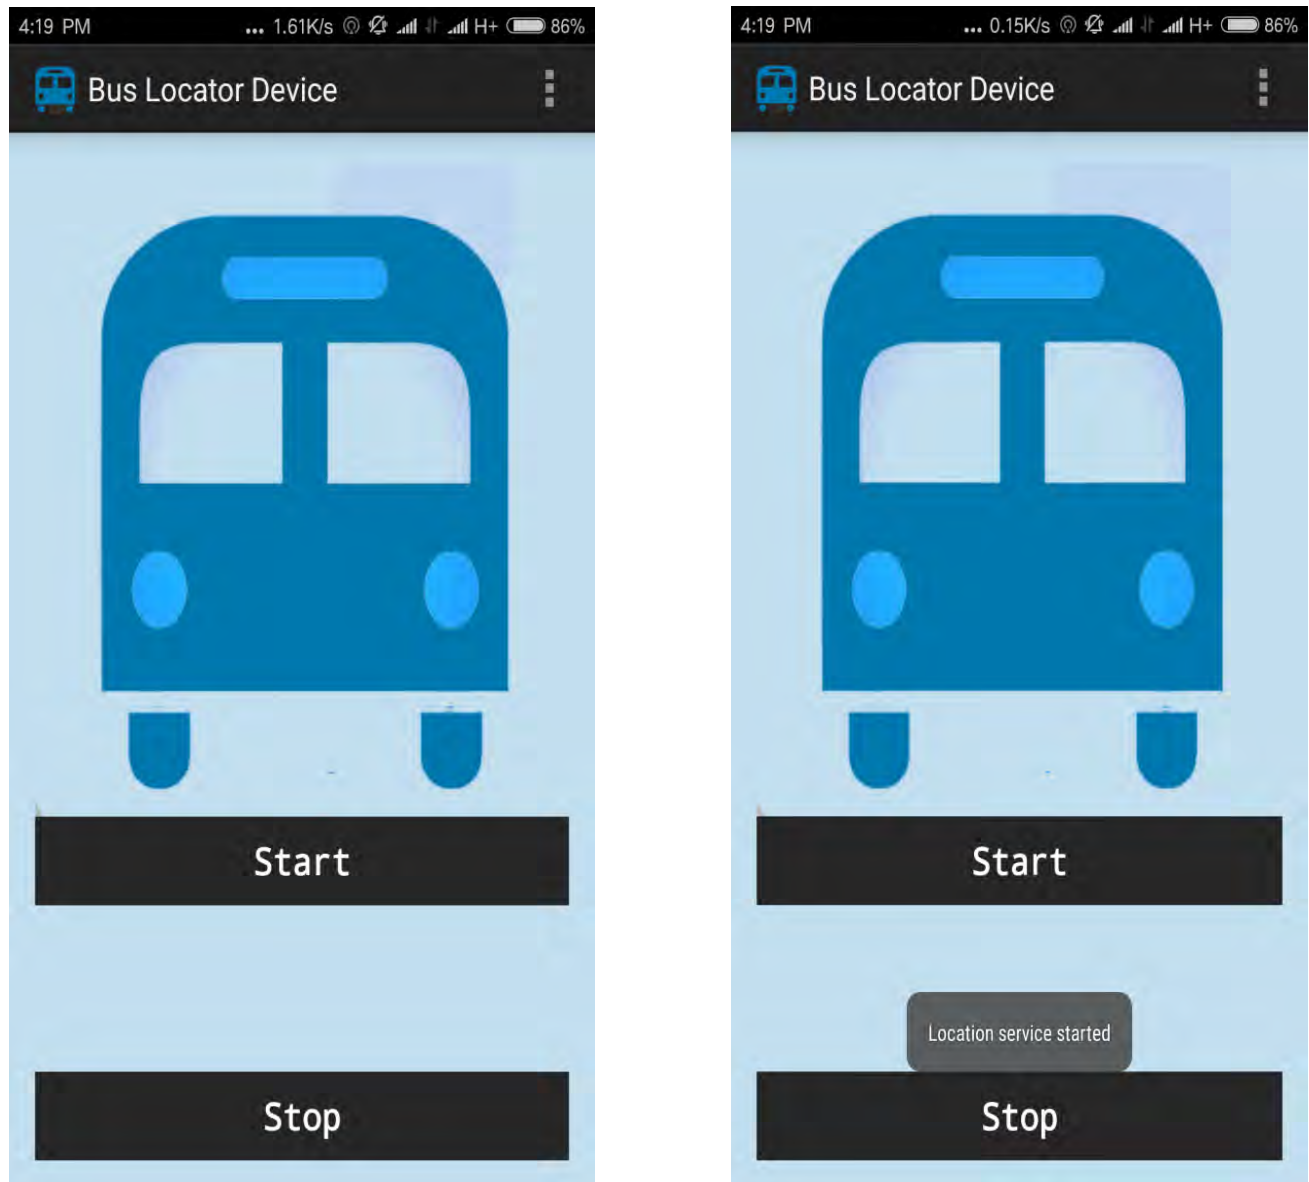 4:19 PM ... 1.61K/s H+ 86%
Bus Locator Device
Start
Stop
4:19 PM ... 0.15K/s H+ 86%
Bus Locator Device
Start
Location service started
Stop